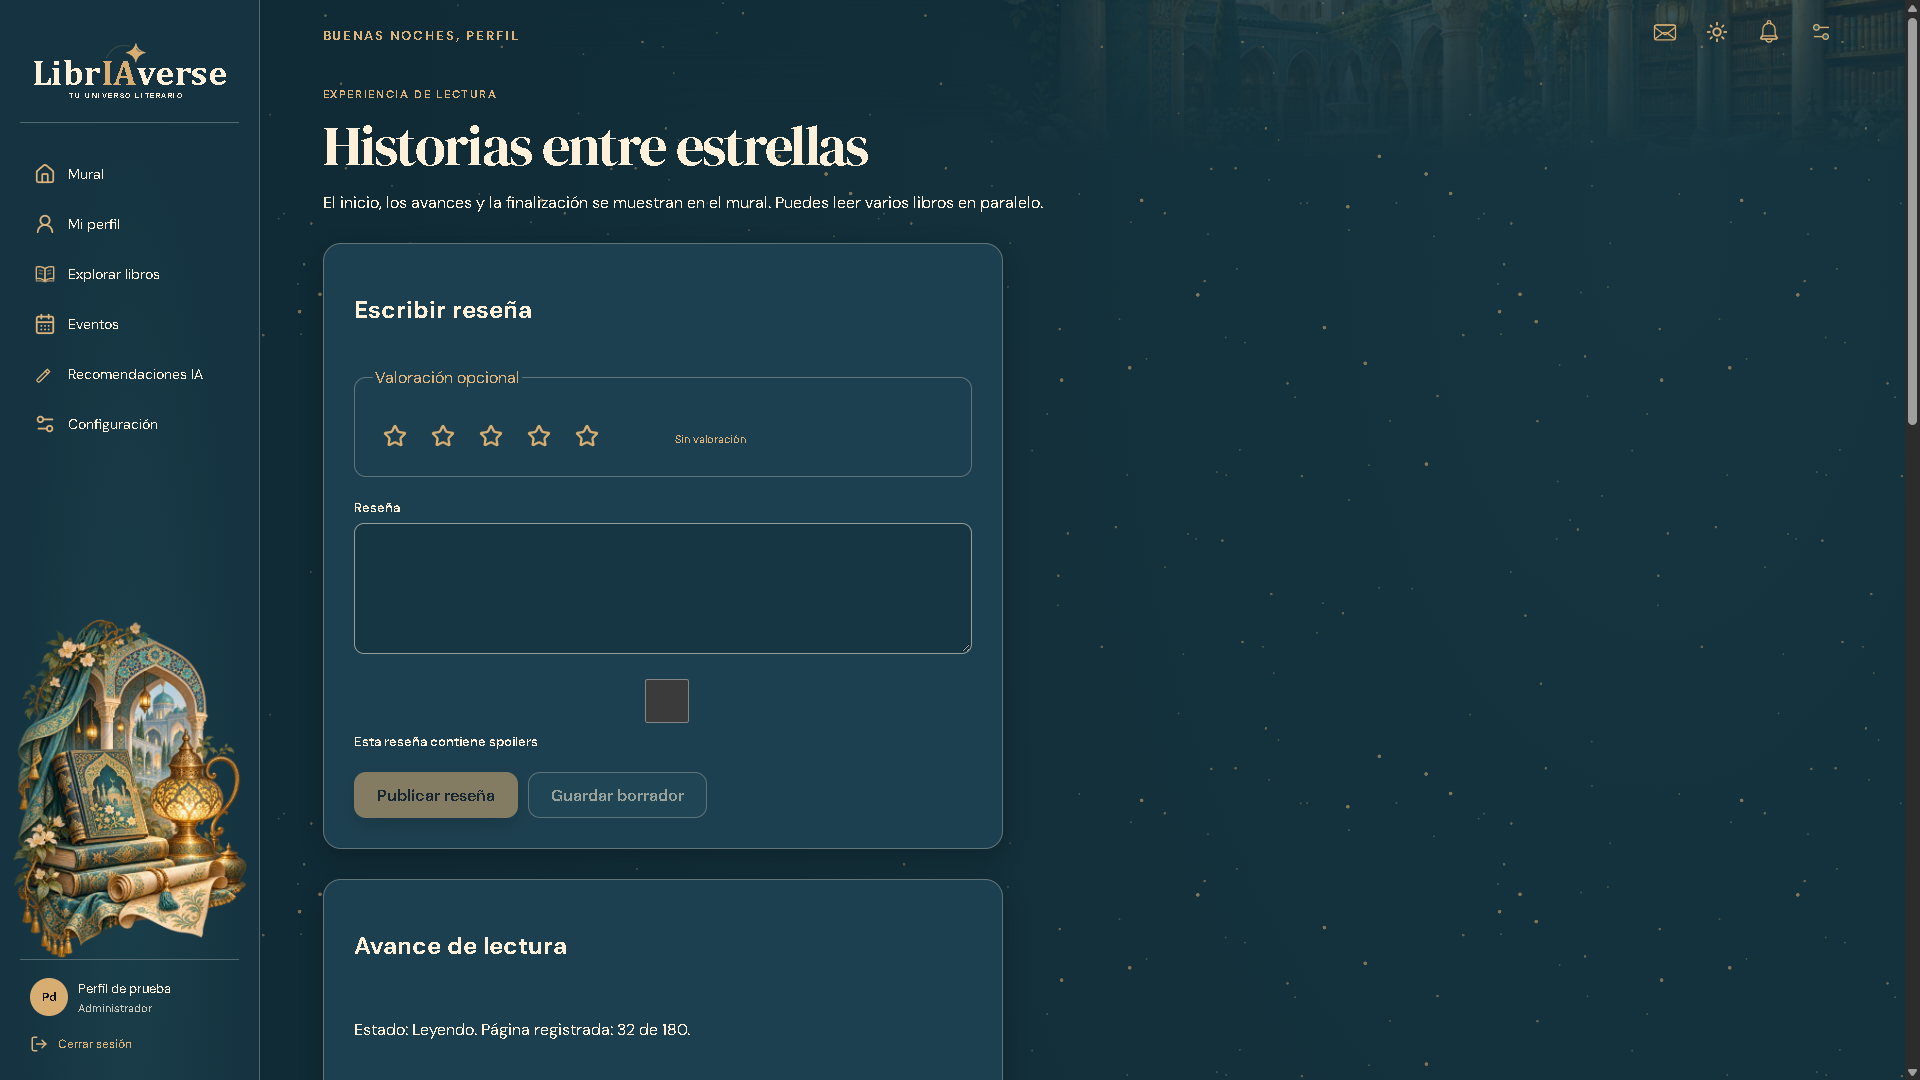 LibrIAverse
TU UNIVERSO LITERARIO
Mural
Mi perfil
Explorar libros
Eventos
Recomendaciones IA
Configuración
Pd
Perfil de prueba
Administrador
Cerrar sesión
BUENAS NOCHES, PERFIL
EXPERIENCIA DE LECTURA
Historias entre estrellas
El inicio, los avances y la finalización se muestran en el mural. Puedes leer varios libros en paralelo.
Escribir reseña
Valoración opcional
Sin valoración
Reseña
Esta reseña contiene spoilers
Publicar reseña
Guardar borrador
Avance de lectura
Estado: Leyendo. Página registrada: 32 de 180.